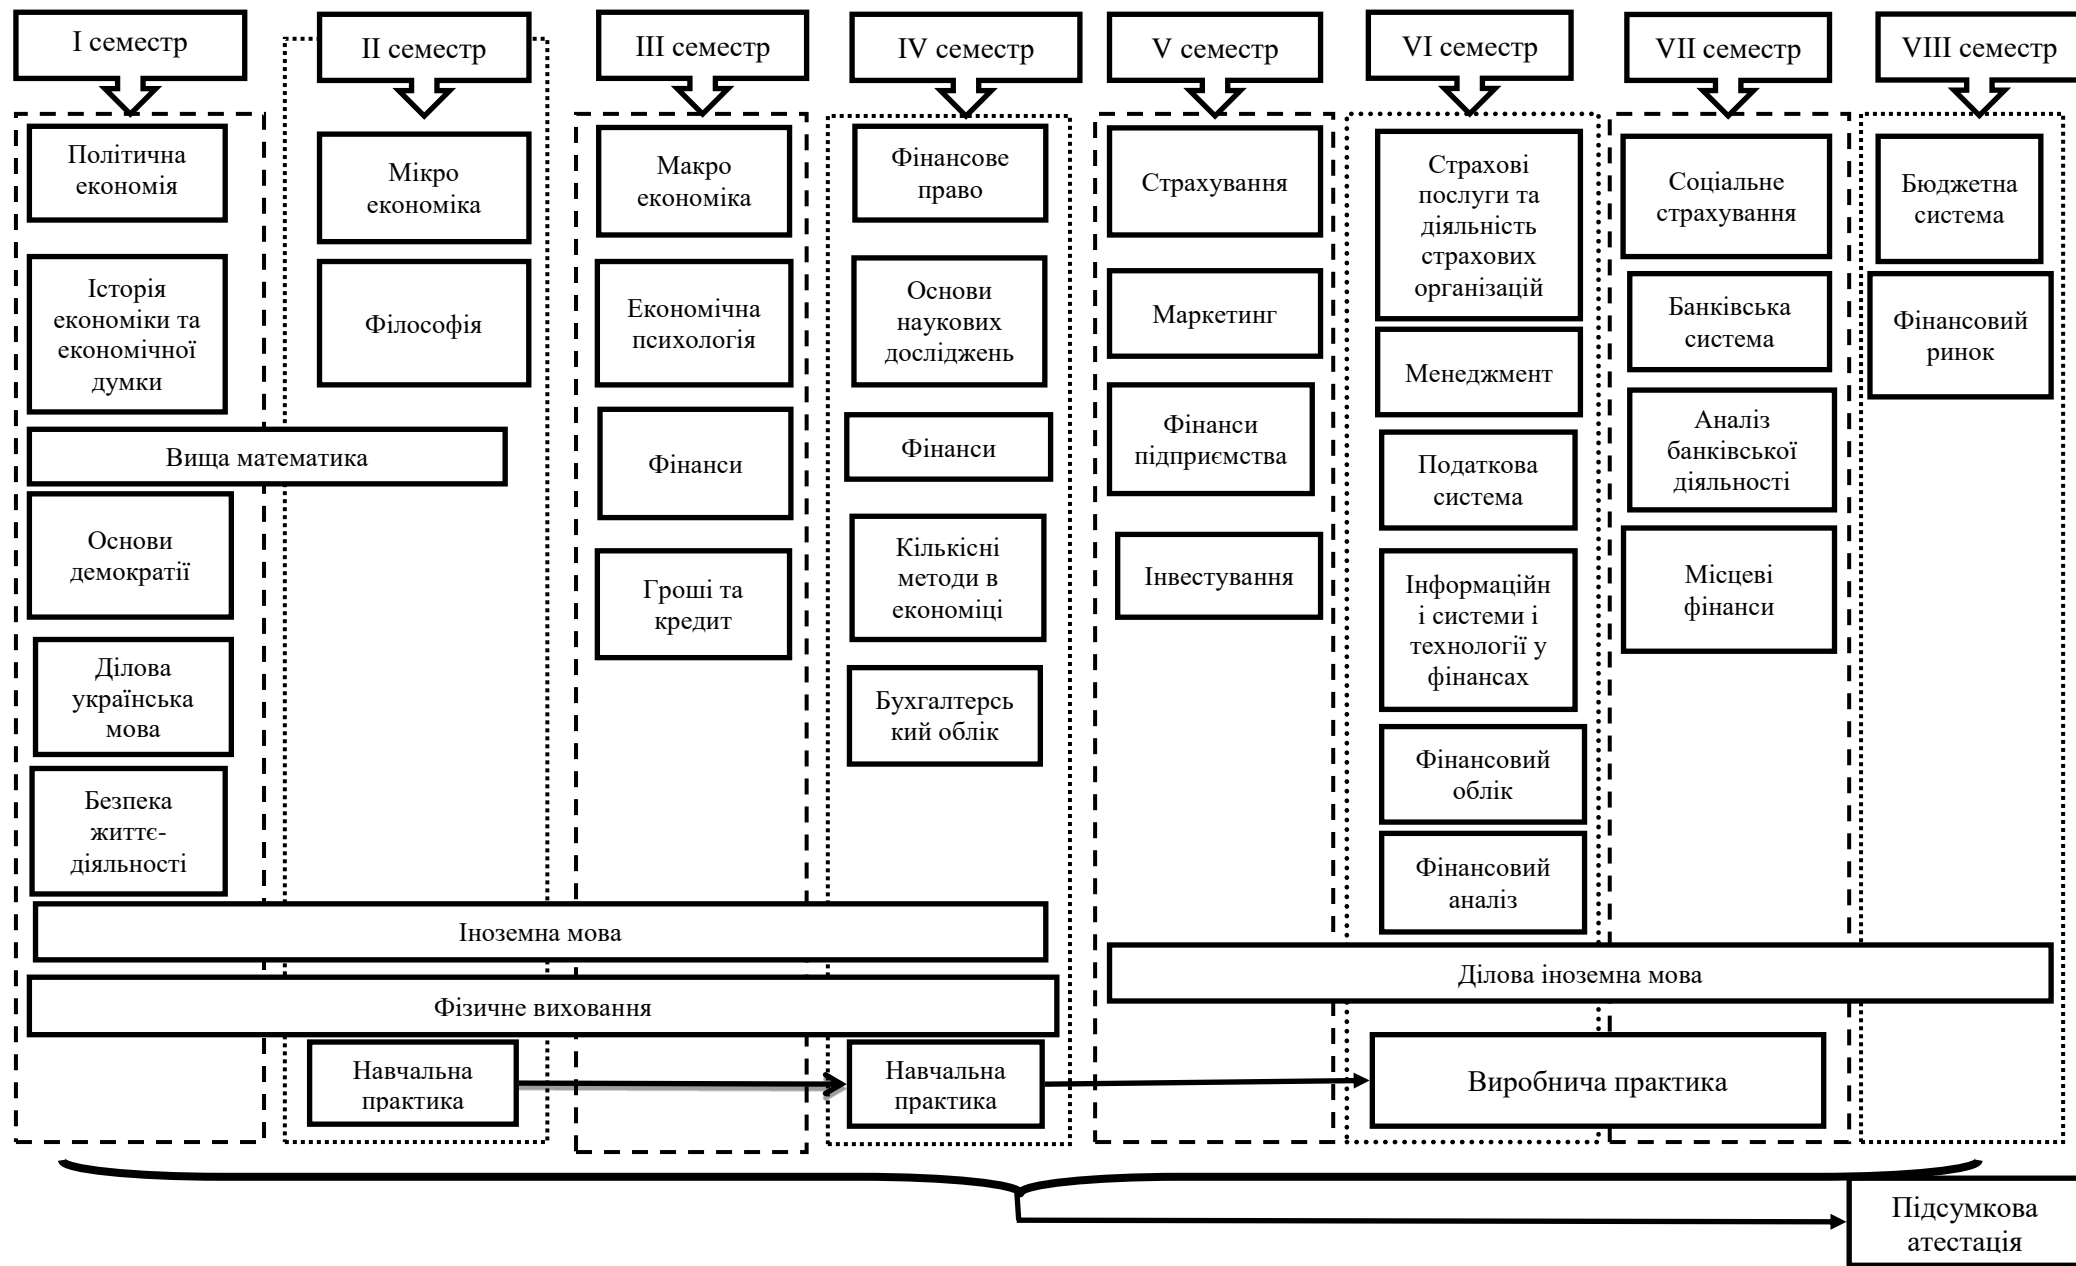 I семестр
II семестр
III семестр
IV семестр
V семестр
VI семестр
VII семестр
VIII семестр
Політична
економія
Історія
економіки та
економічної
думки
Вища математика
Основи
демократії
Ділова
українська
мова
Безпека
життє-
діяльності
Мікро
економіка
Філософія
Макро
економіка
Економічна
психологія
Фінанси
Гроші та
кредит
Фінансове
право
Основи
наукових
досліджень
Фінанси
Кількісні
методи в
економіці
Бухгалтерсь
кий облік
Страхування
Маркетинг
Фінанси
підприємства
Інвестування
Страхові
послуги та
діяльність
страхових
організацій
Менеджмент
Податкова
система
Інформаційн
і системи і
технології у
фінансах
Фінансовий
облік
Фінансовий
аналіз
Соціальне
страхування
Банківська
система
Аналіз
банківської
діяльності
Місцеві
фінанси
Бюджетна
система
Фінансовий
ринок
Іноземна мова
Ділова іноземна мова
Фізичне виховання
Навчальна
практика
Навчальна
практика
Виробнича практика
Підсумкова
атестація